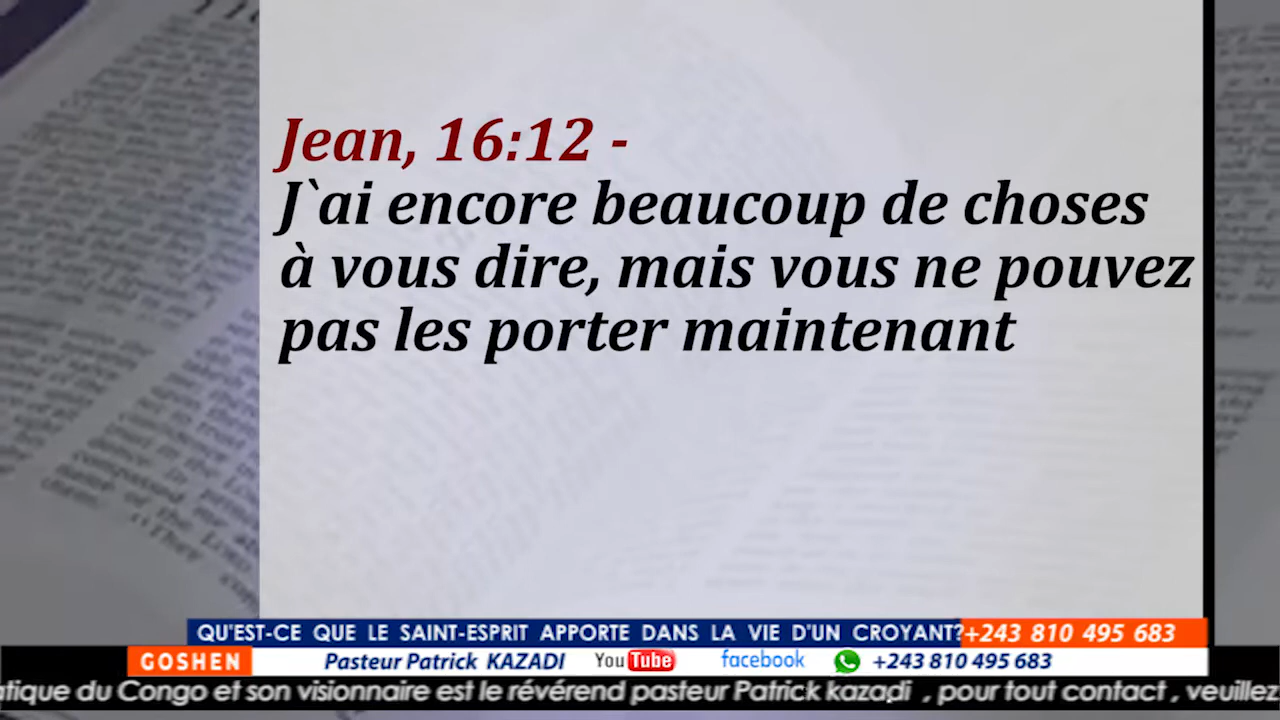 Jean, 16:12 -
J`ai encore beaucoup de choses
à vous dire, mais vous ne pouvez
pas les porter maintenant
QU'EST-CE QUE LE SAINT-ESPRIT APPORTE DANS LA VIE D'UN CROYANT? +243 810 495 683
GOSHEN Pasteur Patrick KAZADI YouTube facebook +243 810 495 683
atique du Congo et son visionnaire est le révérend pasteur Patrick kazadi , pour tout contact , veuillez